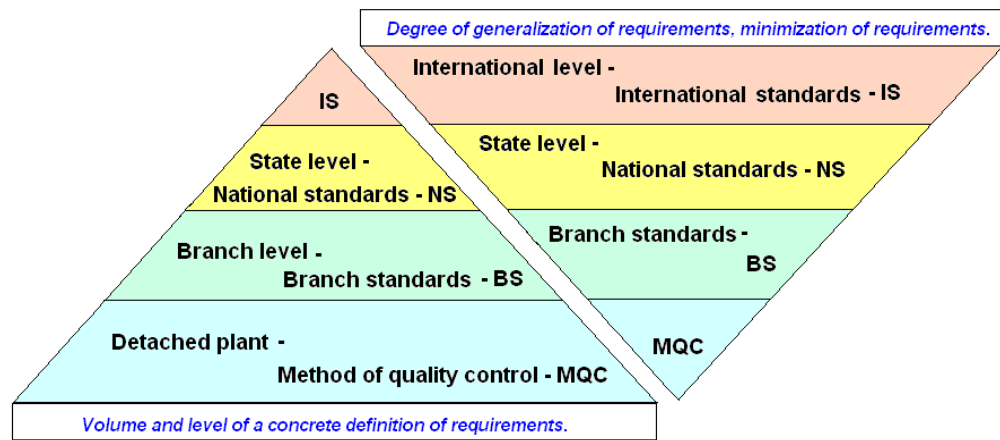 Degree of generalization of requirements, minimization of requirements.
International level -
International standards - IS
State level -
National standards - NS
Branch standards -
BS
MQC
IS
State level -
National standards - NS
Branch level -
Branch standards - BS
Detached plant -
Method of quality control - MQC
Volume and level of a concrete definition of requirements.